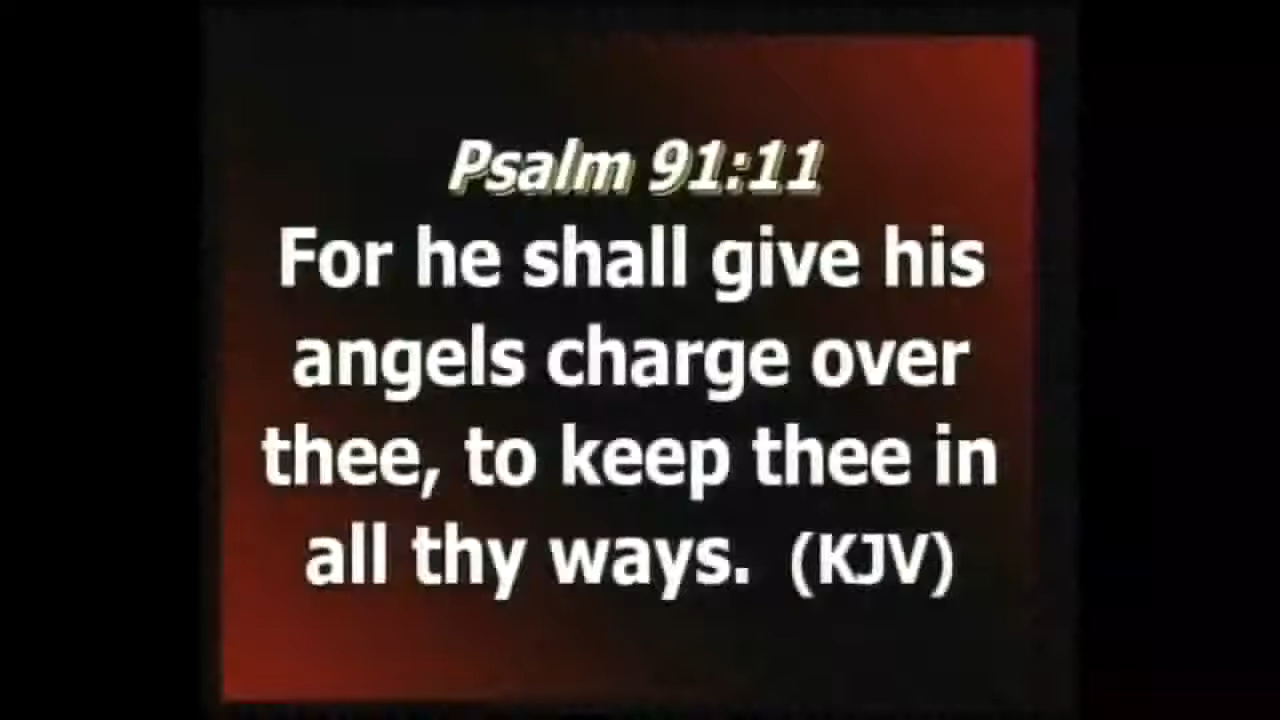 Psalm 91:11
For he shall give his
angels charge over
thee, to keep thee in
all thy ways. (KJV)